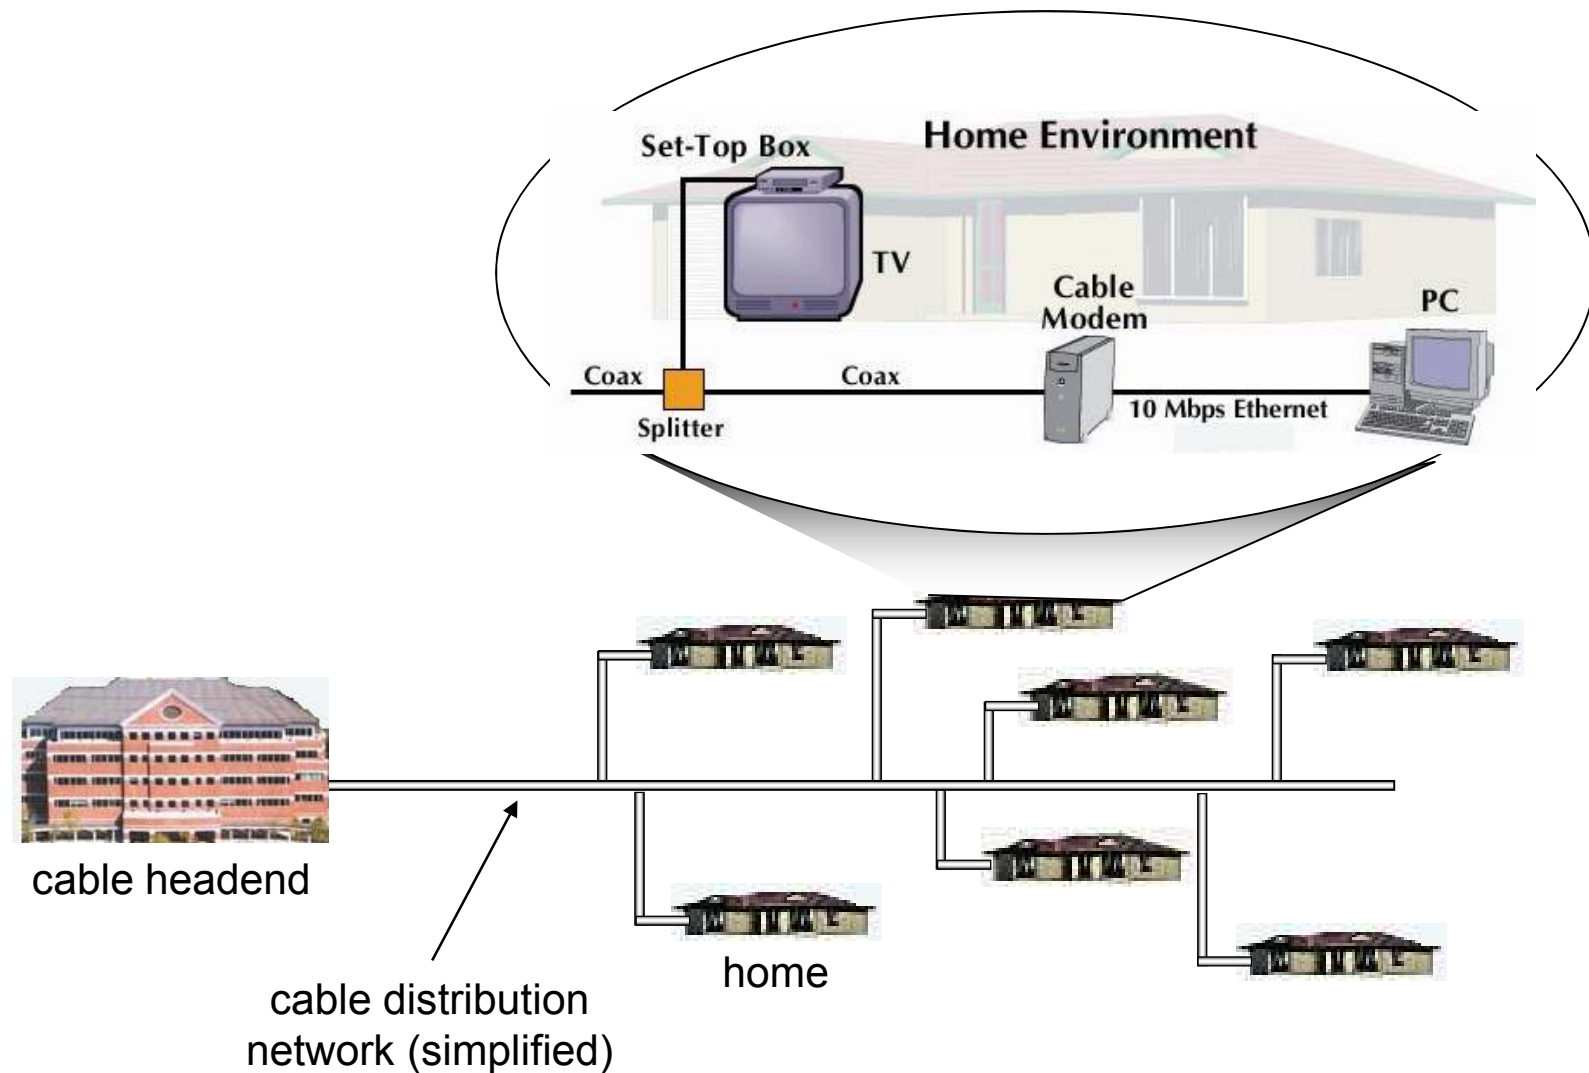 Home Environment
Set-Top Box
TV
Cable
Modem
PC
Coax
Coax
10 Mbps Ethernet
Splitter
cable headend
home
cable distribution
network (simplified)